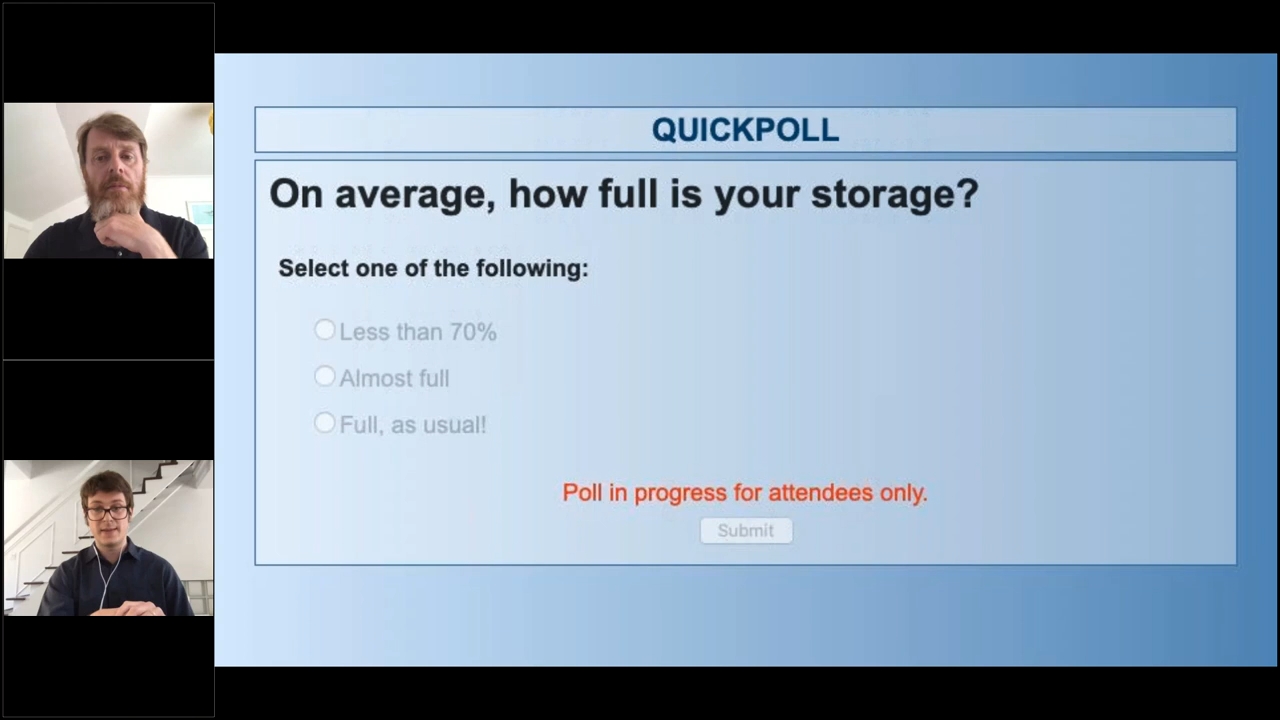 QUICKPOLL
On average, how full is your storage?
Select one of the following:
Less than 70%
Almost full
Full, as usual!
Poll in progress for attendees only.
Submit